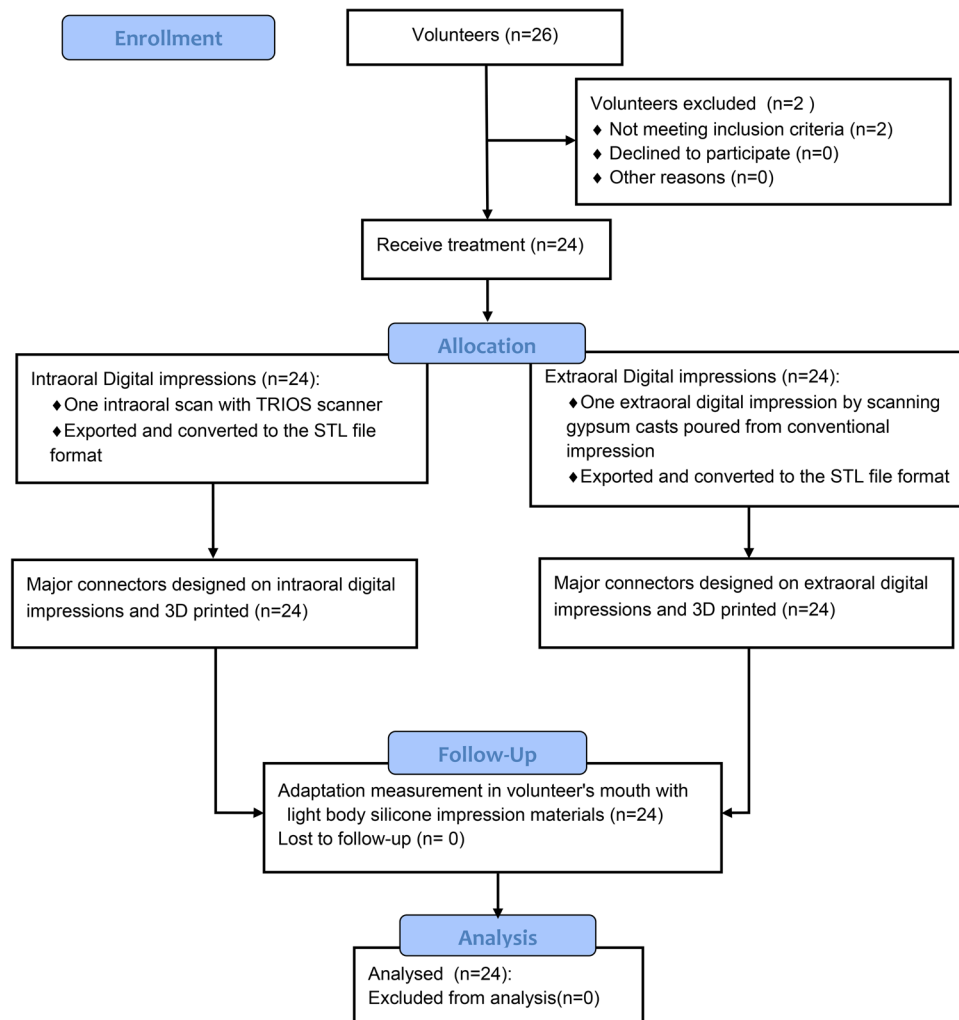 Enrollment
Volunteers (n=26)
Volunteers excluded (n=2 )
♦ Not meeting inclusion criteria (n=2)
♦ Declined to participate (n=0)
♦ Other reasons (n=0)
Receive treatment (n=24)
Allocation
Intraoral Digital impressions (n=24):
♦One intraoral scan with TRIOS scanner
♦Exported and converted to the STL file
format
Extraoral Digital impressions (n=24):
♦One extraoral digital impression by scanning
gypsum casts poured from conventional
impression
♦Exported and converted to the STL file format
Major connectors designed on intraoral digital
impressions and 3D printed (n=24)
Major connectors designed on extraoral digital
impressions and 3D printed (n=24)
Follow-Up
Adaptation measurement in volunteer's mouth with
light body silicone impression materials (n=24)
Lost to follow-up (n= 0)
Analysis
Analysed (n=24):
Excluded from analysis(n=0)